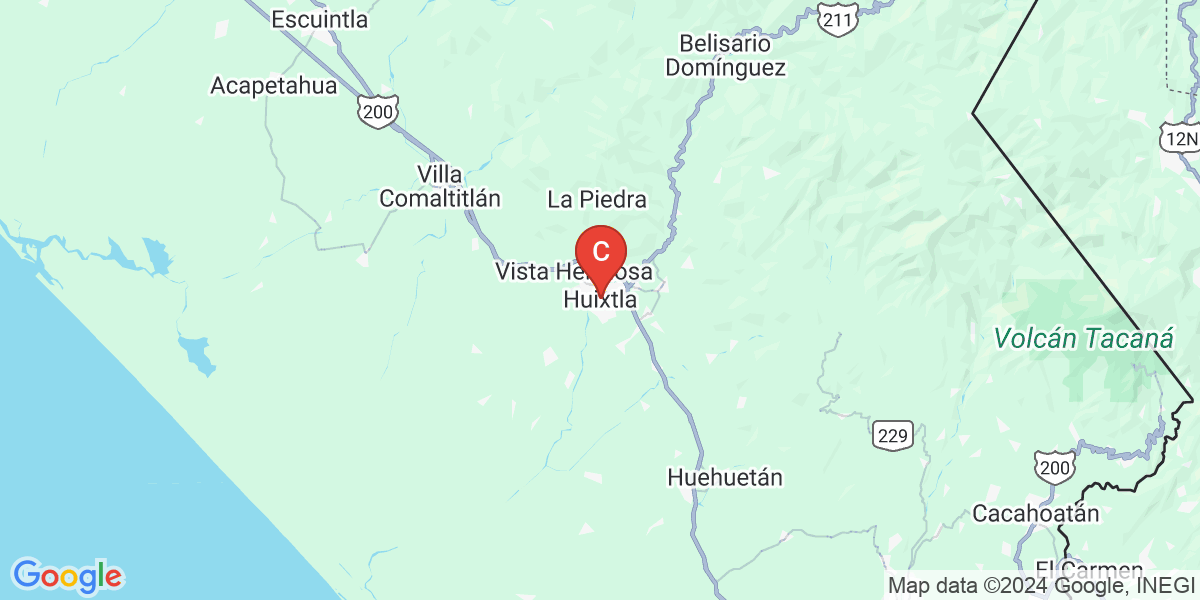 Escuintla
211
Belisario
Domínguez
Acapetahua
200
12N
Villa
Comaltitlán
La Piedra
C
Vista Hermosa
Huixtla
Volcán Tacaná
229
200
Huehuetán
Cacahoatán
El Carmen
Google
Map data ©2024 Google, INEGI